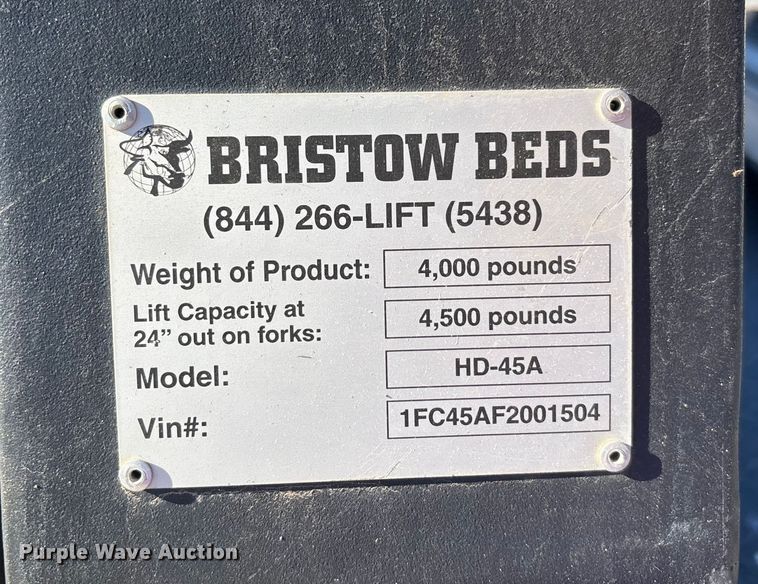 BRISTOW BEDS
(844) 266-LIFT (5438)
Weight of Product: 4,000 pounds
Lift Capacity at
24" out on forks: 4,500 pounds
Model: HD-45A
Vin#: 1FC45AF2001504
Purple Wave Auction